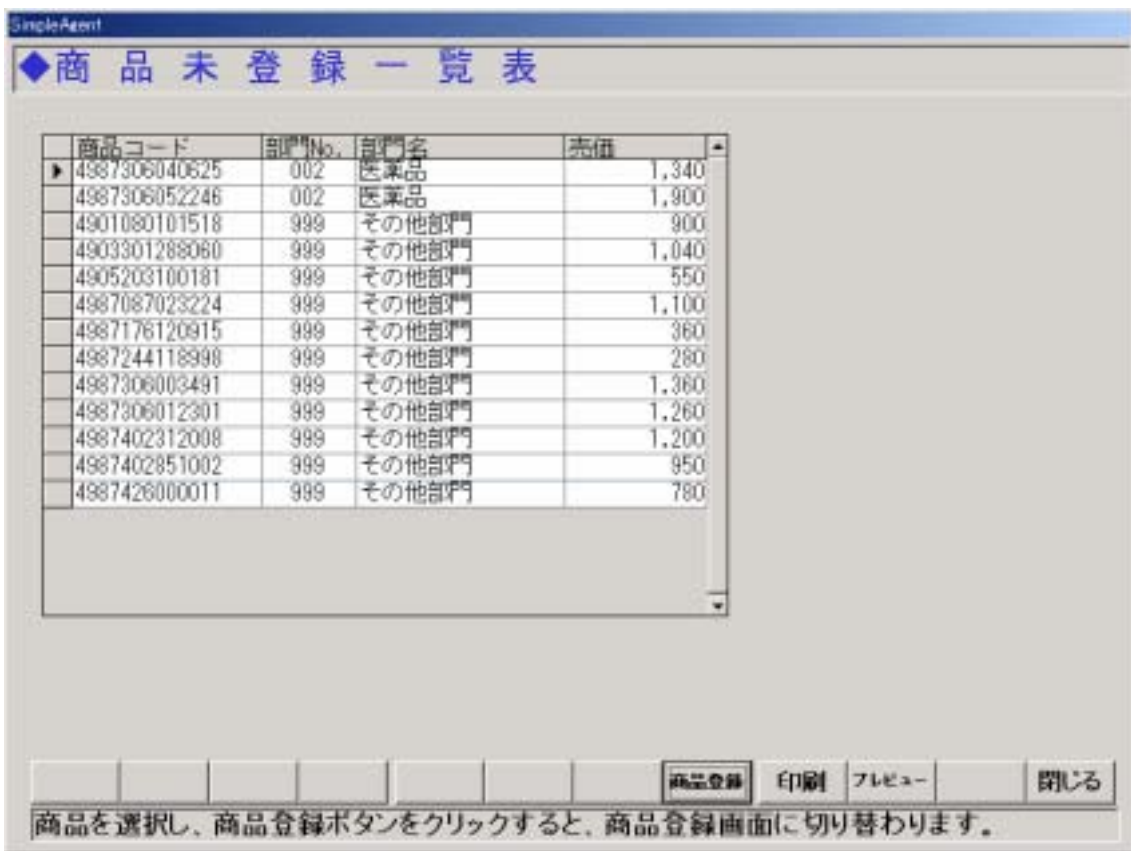 SimpleAgent
◆商品未登録一覧表
商品コード 部門No. 部門名 売価
4987306040625 002 医薬品 1,340
4987306052246 002 医薬品 1,900
4901080101518 999 その他部門 900
4903301288060 999 その他部門 1,040
4905203100181 999 その他部門 550
4987087023224 999 その他部門 1,100
4987176120915 999 その他部門 360
4987244118998 999 その他部門 280
4987306003491 999 その他部門 1,360
4987306012301 999 その他部門 1,260
4987402312008 999 その他部門 1,200
4987402851002 999 その他部門 950
4987426000011 999 その他部門 780
商品登録 印刷 プレビュー 閉じる
商品を選択し、商品登録ボタンをクリックすると、商品登録画面に切り替わります。